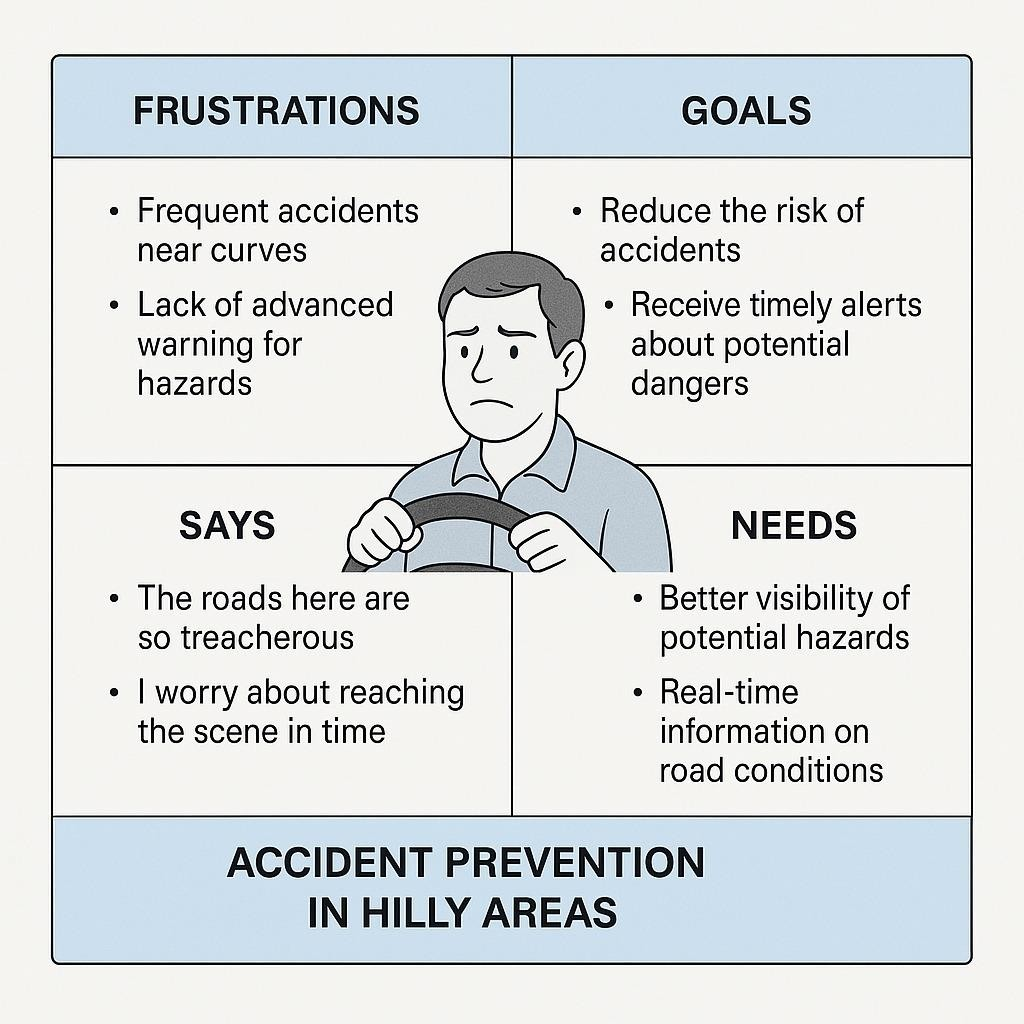 FRUSTRATIONS
• Frequent accidents
near curves
• Lack of advanced
warning for
hazards
GOALS
• Reduce the risk of
accidents
• Receive timely alerts
about potential
dangers
SAYS
• The roads here are
so treacherous
• I worry about reaching
the scene in time
NEEDS
• Better visibility of
potential hazards
• Real-time
information on
road conditions
ACCIDENT PREVENTION
IN HILLY AREAS